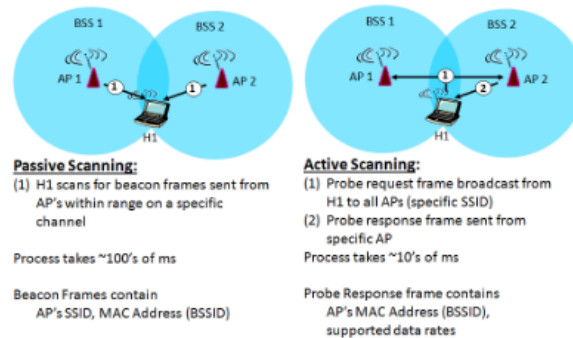 BSS 1
BSS 2
AP 1
AP 2
1
1
H1
Passive Scanning:
(1) H1 scans for beacon frames sent from
AP's within range on a specific
channel
Process takes ~100's of ms
Beacon Frames contain
AP's SSID, MAC Address (BSSID)
BSS 1
BSS 2
AP 1
AP 2
1
2
H1
Active Scanning:
(1) Probe request frame broadcast from
H1 to all APs (specific SSID)
(2) Probe response frame sent from
specific AP
Process takes ~10's of ms
Probe Response frame contains
AP's MAC Address (BSSID),
supported data rates